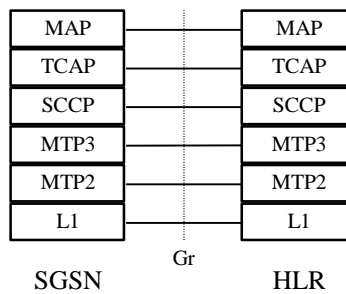 MAP MAP
TCAP TCAP
SCCP SCCP
MTP3 MTP3
MTP2 MTP2
L1 L1
Gr
SGSN HLR